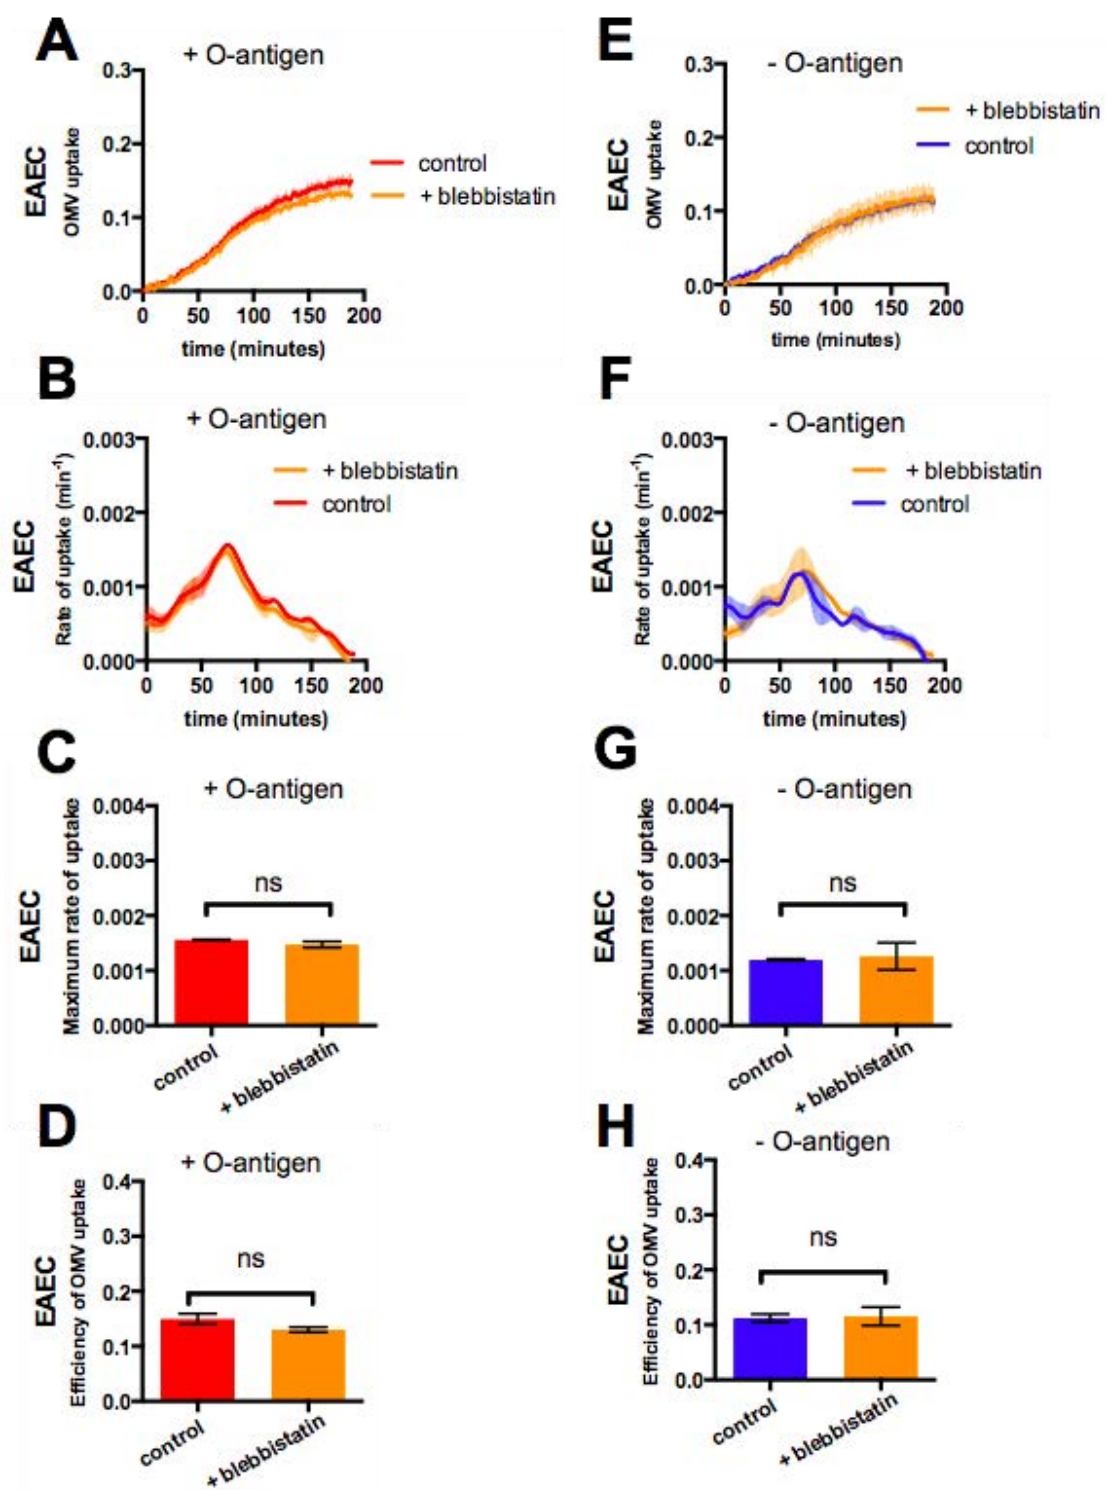 A
+ O-antigen
EAEC
OMV uptake
0.3
0.2
0.1
0.0
0 50 100 150 200
time (minutes)
control
+ blebbistatin
E
- O-antigen
EAEC
OMV uptake
0.3
0.2
0.1
0.0
0 50 100 150 200
time (minutes)
+ blebbistatin
control
B
+ O-antigen
EAEC
Rate of uptake (min⁻¹)
0.003
0.002
0.001
0.000
0 50 100 150 200
time (minutes)
+ blebbistatin
control
F
- O-antigen
EAEC
Rate of uptake (min⁻¹)
0.003
0.002
0.001
0.000
0 50 100 150 200
time (minutes)
+ blebbistatin
control
C
+ O-antigen
EAEC
Maximum rate of uptake
0.004
0.003
0.002
0.001
0.000
ns
control
+ blebbistatin
G
- O-antigen
EAEC
Maximum rate of uptake
0.004
0.003
0.002
0.001
0.000
ns
control
+ blebbistatin
D
+ O-antigen
EAEC
Efficiency of OMV uptake
0.4
0.3
0.2
0.1
0.0
ns
control
+ blebbistatin
H
- O-antigen
EAEC
Efficiency of OMV uptake
0.4
0.3
0.2
0.1
0.0
ns
control
+ blebbistatin